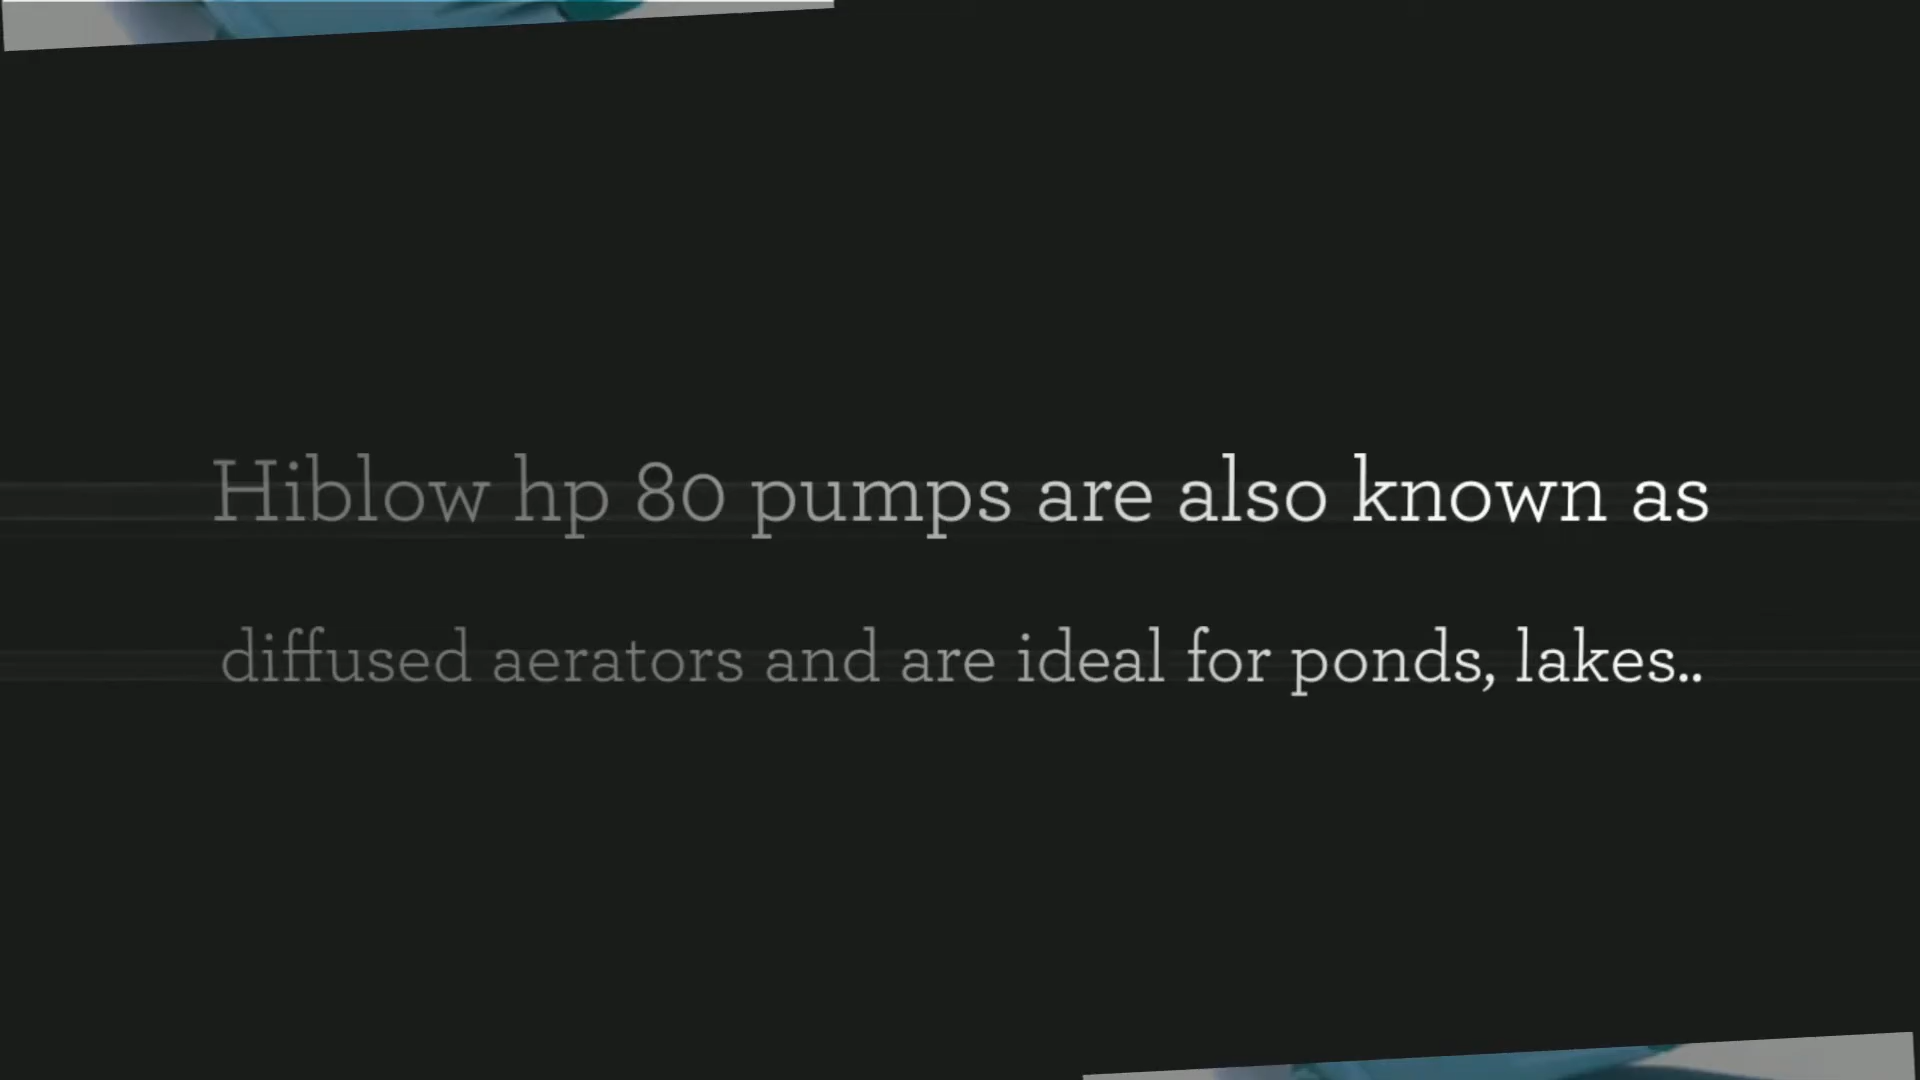 Hiblow hp 80 pumps are also known as
diffused aerators and are ideal for ponds, lakes..